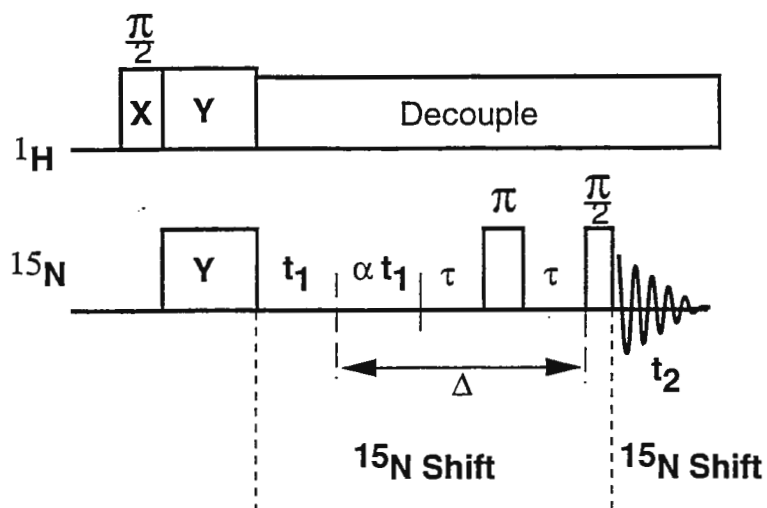 π/2
X Y Decouple
¹H
π π/2
¹⁵N Y t₁ α t₁ τ τ
Δ t₂
¹⁵N Shift ¹⁵N Shift